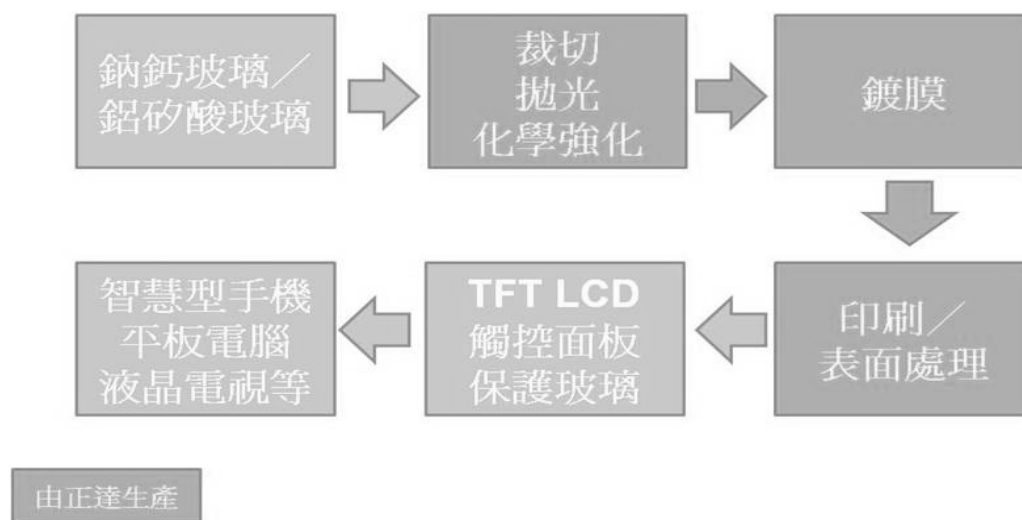 鈉鈣玻璃／
鋁矽酸玻璃
裁切
拋光
化學強化
鍍膜
印刷／
表面處理
TFT LCD
觸控面板
保護玻璃
智慧型手機
平板電腦
液晶電視等
由正達生產